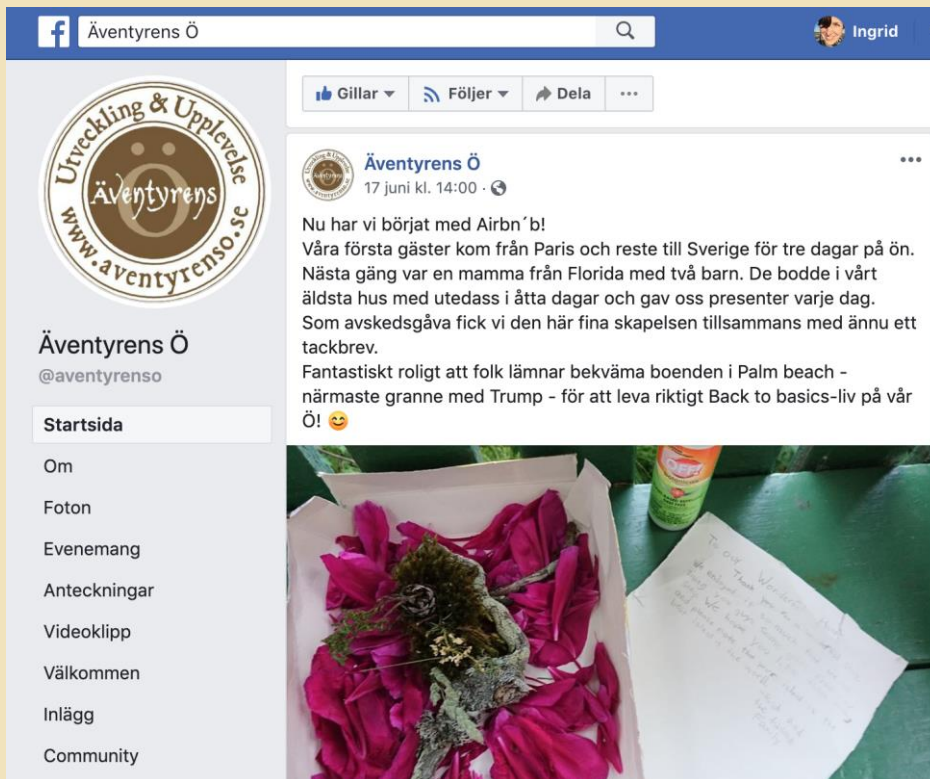 Äventyrens Ö
Ingrid
Utveckling & Upplevelse
Ö
Äventyrens
www.aventyrenso.se
Äventyrens Ö
@aventyrenso
Startsida
Om
Foton
Evenemang
Anteckningar
Videoklipp
Välkommen
Inlägg
Community
Gillar
Följer
Dela
Äventyrens Ö
17 juni kl. 14:00
Nu har vi börjat med Airbn´b!
Våra första gäster kom från Paris och reste till Sverige för tre dagar på ön.
Nästa gäng var en mamma från Florida med två barn. De bodde i vårt
äldsta hus med utedass i åtta dagar och gav oss presenter varje dag.
Som avskedsgåva fick vi den här fina skapelsen tillsammans med ännu ett
tackbrev.
Fantastiskt roligt att folk lämnar bekväma boenden i Palm beach -
närmaste granne med Trump - för att leva riktigt Back to basics-liv på vår
Ö!
OFF!
To our Wonderful
Thank you